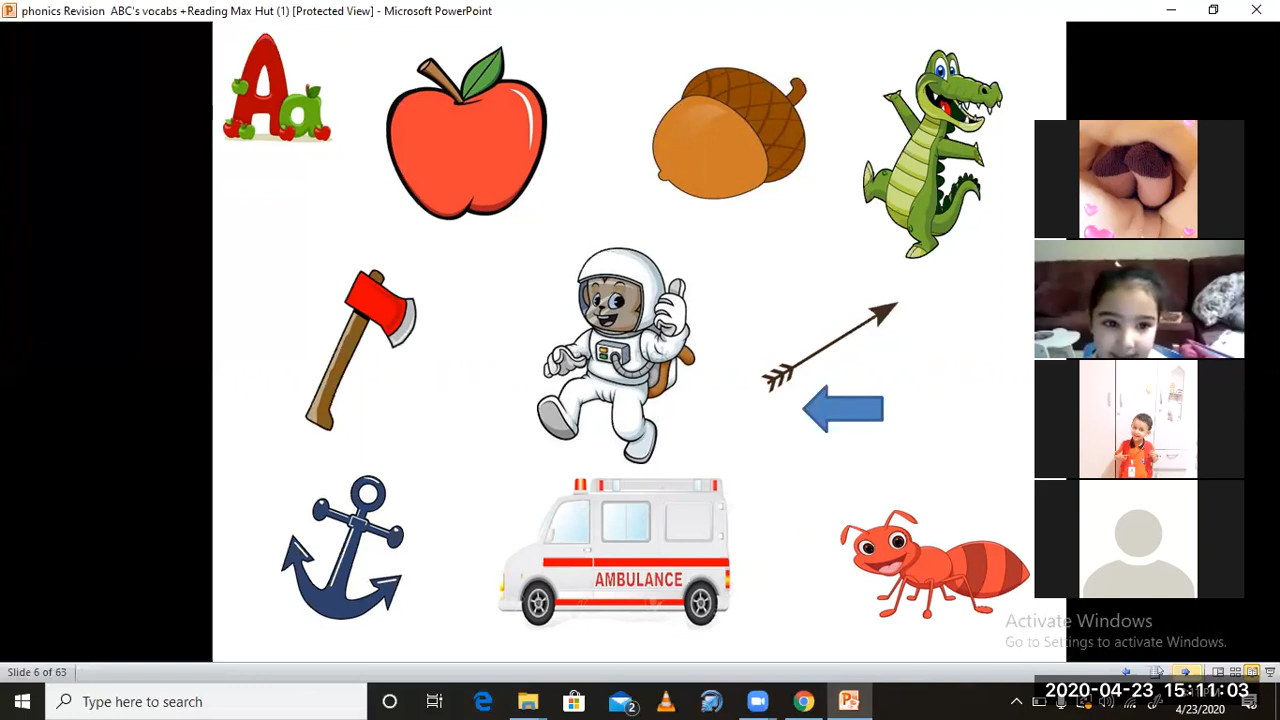 phonics Revision ABC's vocabs +Reading Max Hut (1) [Protected View] - Microsoft PowerPoint
Aa
AMBULANCE
Activate Windows
Go to Settings to activate Windows.
Slide 6 of 63
2020-04-23 15:11:03
Type here to search
2
4/23/2020